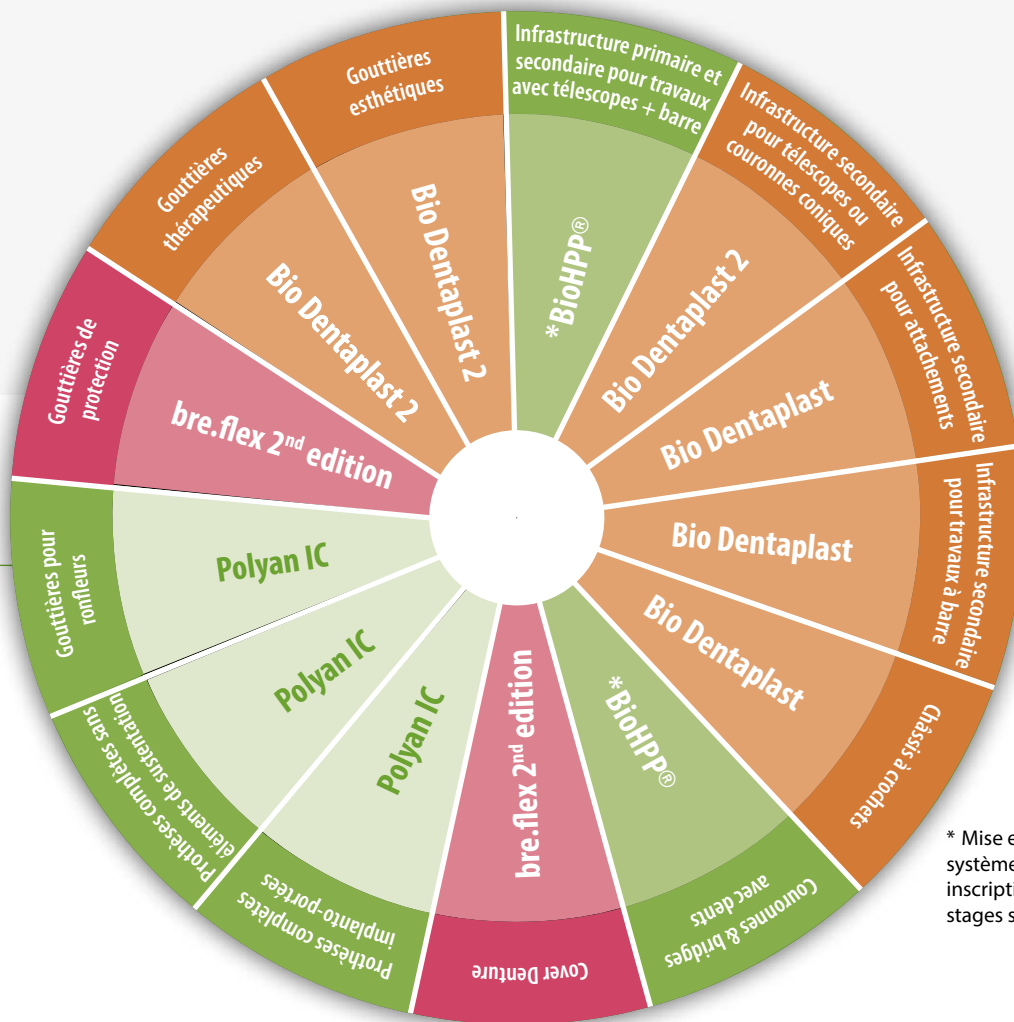 Infrastructure primaire et
secondaire pour travaux
avec télescopes + barre
*BioHPP®
Infrastructure secondaire
pour télescopes ou
couronnes coniques
Bio Dentaplast 2
Infrastructure secondaire
pour attachements
Bio Dentaplast
Infrastructure secondaire
pour travaux à barre
Bio Dentaplast
Châssis à crochets
Bio Dentaplast
Couronnes & bridges
avec dents
*BioHPP®
Cover Denture
bre.flex 2nd edition
Prothèses complètes
implanto-portées
Polyan IC
Prothèses complètes sans
éléments de sustentation
Polyan IC
Gouttières pour
ronfleurs
Polyan IC
Gouttières de
protection
bre.flex 2nd edition
Gouttières
thérapeutiques
Bio Dentaplast 2
Gouttières
esthétiques
Bio Dentaplast 2
* Mise e
système
inscripti
stages s